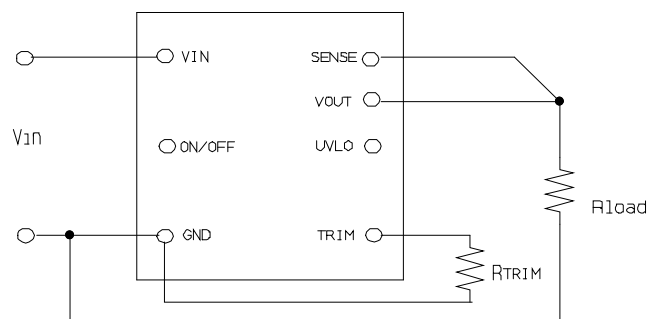 VIN
SENSE
VOUT
Vin
ON/OFF
UVLO
Rload
GND
TRIM
RTRIM